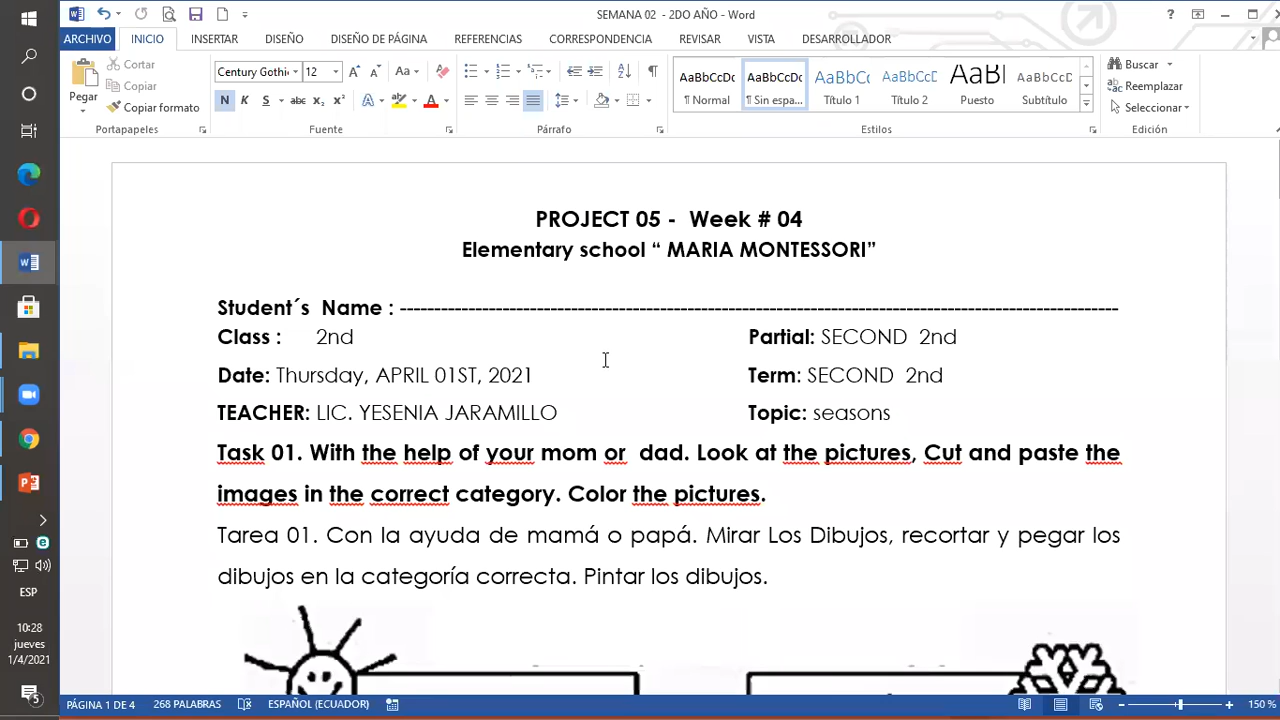 SEMANA 02 - 2DO AÑO - Word
ARCHIVO INICIO INSERTAR DISEÑO DISEÑO DE PÁGINA REFERENCIAS CORRESPONDENCIA REVISAR VISTA DESARROLLADOR
Pegar
Cortar
Copiar
Copiar formato
Portapapeles
Century Gothi 12
Aa
N K S abc x₂ x²
A A
Fuente
Párrafo
AaBbCcDc AaBbCcDc AaBbCc AaBbCcD AaBl AaBbCcD
¶ Normal ¶ Sin espa... Título 1 Título 2 Puesto Subtítulo
Estilos
Buscar
Reemplazar
Seleccionar
Edición
PROJECT 05 - Week # 04
Elementary school “ MARIA MONTESSORI”
Student´s Name : ---------------------------------------------------------------------------------------------------------
Class : 2nd Partial: SECOND 2nd
Date: Thursday, APRIL 01ST, 2021 Term: SECOND 2nd
TEACHER: LIC. YESENIA JARAMILLO Topic: seasons
Task 01. With the help of your mom or dad. Look at the pictures, Cut and paste the
images in the correct category. Color the pictures.
Tarea 01. Con la ayuda de mamá o papá. Mirar Los Dibujos, recortar y pegar los
dibujos en la categoría correcta. Pintar los dibujos.
ESP
10:28
jueves
1/4/2021
5
PÁGINA 1 DE 4 268 PALABRAS ESPAÑOL (ECUADOR) 150 %